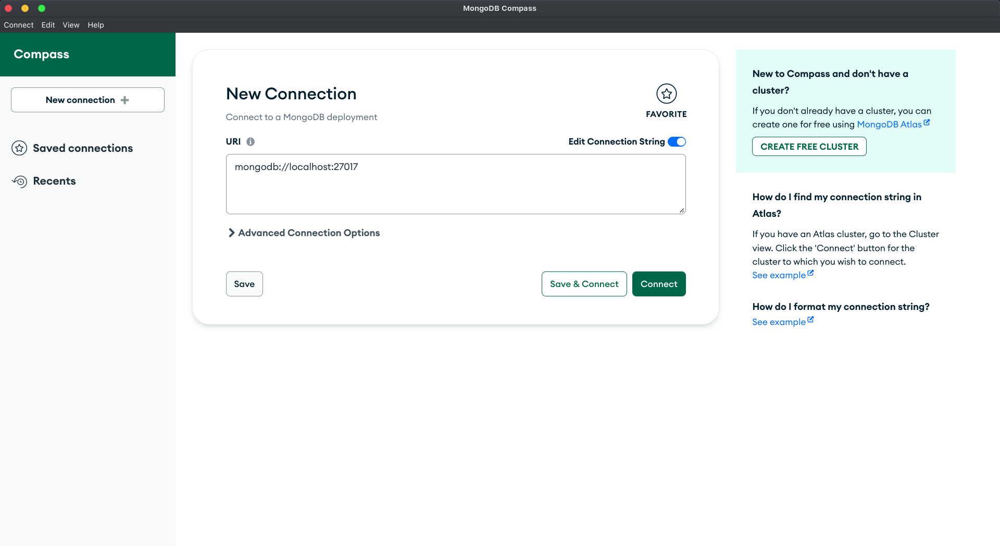 MongoDB Compass
Connect Edit View Help
Compass
New connection
Saved connections
Recents
New Connection
Connect to a MongoDB deployment
FAVORITE
URI
Edit Connection String
mongodb://localhost:27017
Advanced Connection Options
Save
Save & Connect
Connect
New to Compass and don't have a
cluster?
If you don't already have a cluster, you can
create one for free using MongoDB Atlas
CREATE FREE CLUSTER
How do I find my connection string in
Atlas?
If you have an Atlas cluster, go to the Cluster
view. Click the 'Connect' button for the
cluster to which you wish to connect.
See example
How do I format my connection string?
See example